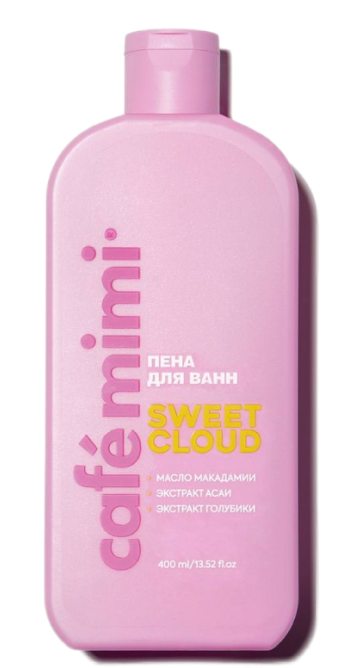 café mimi®
ПЕНА
ДЛЯ ВАНН
SWEET
CLOUD
МАСЛО МАКАДАМИИ
ЭКСТРАКТ АСАИ
ЭКСТРАКТ ГОЛУБИКИ
400 ml/13.52 fl.oz